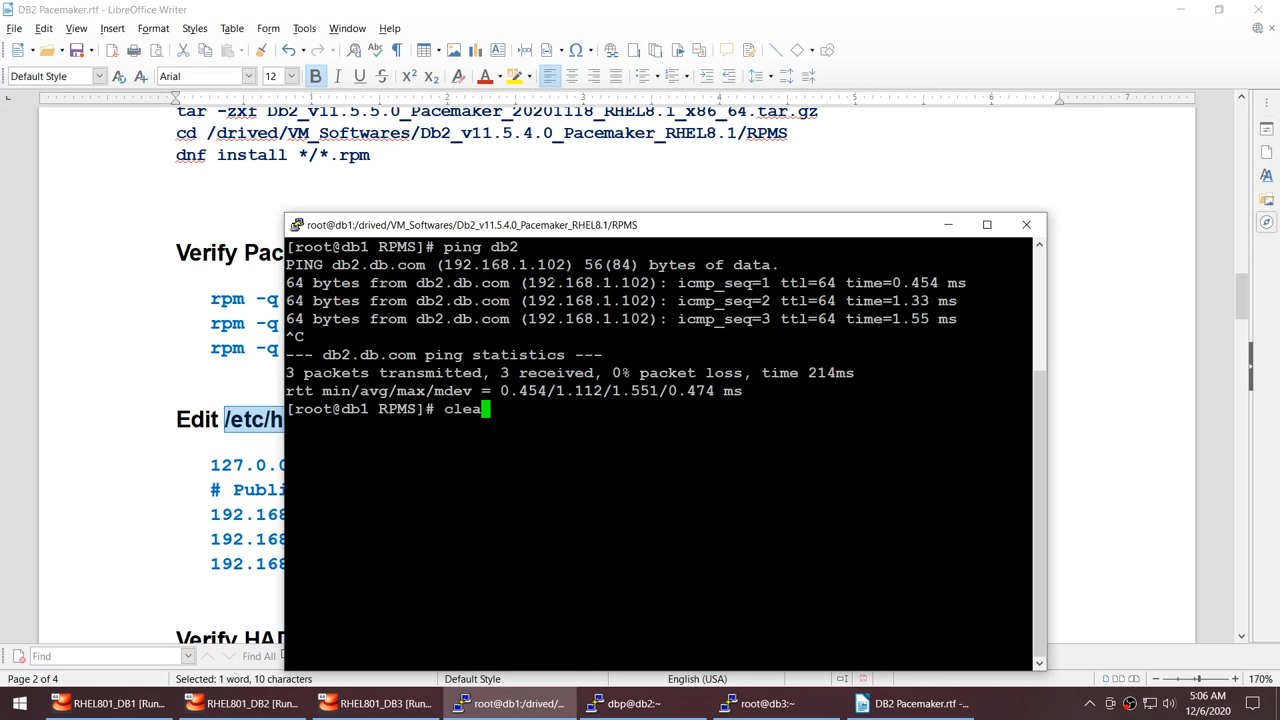 DB2 Pacemaker.rtf - LibreOffice Writer
File Edit View Insert Format Styles Table Form Tools Window Help
Default Style Arial 12
1 2 3 4 5 6 7
tar -zxf Db2_v11.5.5.0_Pacemaker_20201118_RHEL8.1_x86_64.tar.gz
cd /drived/VM_Softwares/Db2_v11.5.4.0_Pacemaker_RHEL8.1/RPMS
dnf install */*.rpm
Verify Pac
rpm -q
rpm -q
rpm -q
Edit /etc/h
127.0.0
# Publi
192.168
192.168
192.168
Verify HAD
root@db1:/drived/VM_Softwares/Db2_v11.5.4.0_Pacemaker_RHEL8.1/RPMS
[root@db1 RPMS]# ping db2
PING db2.db.com (192.168.1.102) 56(84) bytes of data.
64 bytes from db2.db.com (192.168.1.102): icmp_seq=1 ttl=64 time=0.454 ms
64 bytes from db2.db.com (192.168.1.102): icmp_seq=2 ttl=64 time=1.33 ms
64 bytes from db2.db.com (192.168.1.102): icmp_seq=3 ttl=64 time=1.55 ms
^C
--- db2.db.com ping statistics ---
3 packets transmitted, 3 received, 0% packet loss, time 214ms
rtt min/avg/max/mdev = 0.454/1.112/1.551/0.474 ms
[root@db1 RPMS]# clea
Find Find All
Page 2 of 4 Selected: 1 word, 10 characters Default Style English (USA) 170%
RHEL801_DB1 [Run... RHEL801_DB2 [Run... RHEL801_DB3 [Run... root@db1:/drived/... dbp@db2:~ root@db3:~ DB2 Pacemaker.rtf -...
5:06 AM
12/6/2020